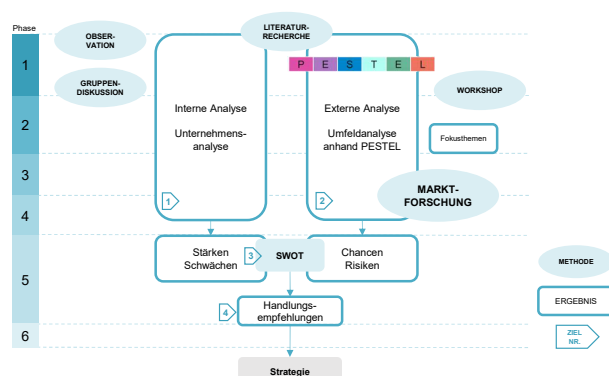 Phase
1
2
3
4
5
6
OBSER-
VATION
GRUPPEN-
DISKUSSION
LITERATUR-
RECHERCHE
P E S T E L
Interne Analyse
Unternehmens-
analyse
1
Externe Analyse
Umfeldanalyse
anhand PESTEL
2
WORKSHOP
Fokusthemen
MARKT-
FORSCHUNG
Stärken
Schwächen
3
SWOT
Chancen
Risiken
4
Handlungs-
empfehlungen
Strategie
METHODE
ERGEBNIS
ZIEL
NR.